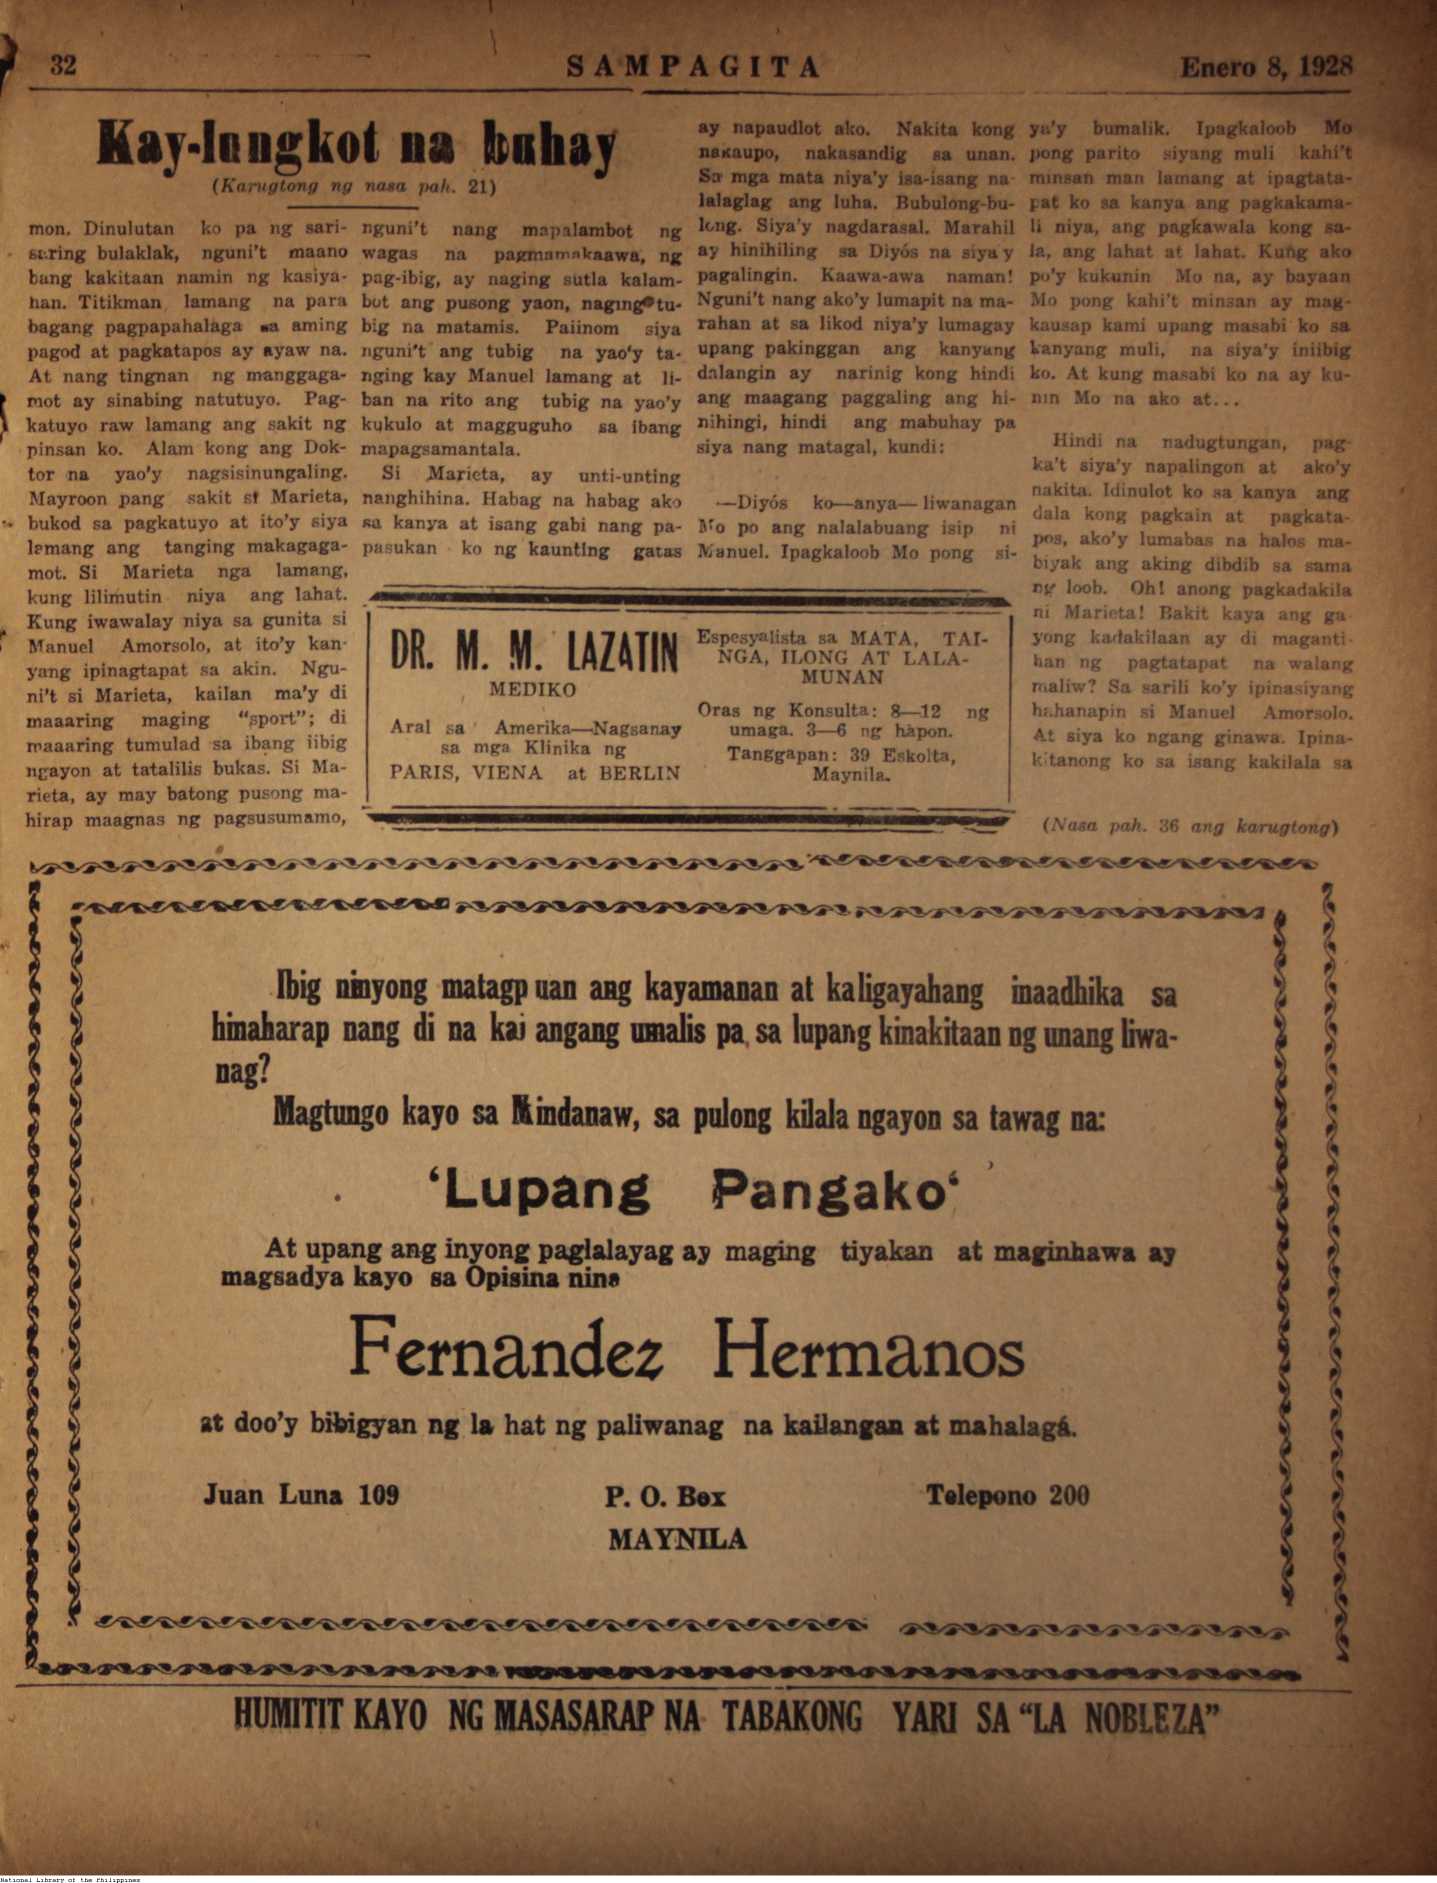 32
SAMPAGITA
Enero 8, 1928
Kay-lungkot na buhay
(Karugtong ng nasa pah. 21)
mon. Dinulutan ko pa ng sari-
saring bulaklak, nguni't maano
bang kakitaan namin ng kasiya-
han. Titikman lamang na para
bagang pagpapahalaga sa aming
pagod at pagkatapos ay ayaw na.
At nang tingnan ng manggaga-
mot ay sinabing natutuyo. Pag-
katuyo raw lamang ang sakit ng
pinsan ko. Alam kong ang Dok-
tor na yao'y nagsisinungaling.
Mayroon pang sakit si Marieta,
bukod sa pagkatuyo at ito'y siya
lamang ang tanging makagaga-
mot. Si Marieta nga lamang,
kung lilimutin niya ang lahat.
Kung iwawalay niya sa gunita si
Manuel Amorsolo, at ito'y kan-
yang ipinagtapat sa akin. Ngu-
ni't si Marieta, kailan ma'y di
maaaring maging "sport"; di
maaaring tumulad sa ibang iibig
ngayon at tatalilis bukas. Si Ma-
rieta, ay may batong pusong ma-
hirap maagnas ng pagsusumamo,
nguni't nang mapalambot ng
wagas na pagmamakaawa, ng
pag-ibig, ay naging sutla kalam-
bot ang pusong yaon, naging tu-
big na matamis. Paiinom siya
nguni't ang tubig na yao'y ta-
nging kay Manuel lamang at li-
ban na rito ang tubig na yao'y
kukulo at magguguho sa ibang
mapagsamantala.
Si Marieta, ay unti-unting
nanghihina. Habag na habag ako
sa kanya at isang gabi nang pa-
pasukan ko ng kaunting gatas
ay napaudlot ako. Nakita kong
nakaupo, nakasandig sa unan.
Sa mga mata niya'y isa-isang na-
lalaglag ang luha. Bubulong-bu-
long. Siya'y nagdarasal. Marahil
ay hinihiling sa Diyós na siya'y
pagalingin. Kaawa-awa naman!
Nguni't nang ako'y lumapit na ma-
rahan at sa likod niya'y lumagay
upang pakinggan ang kanyang
dalangin ay narinig kong hindi
ang maagang paggaling ang hi-
nihingi, hindi ang mabuhay pa
siya nang matagal, kundi:
—Diyós ko—anya—liwanagan
Mo po ang nalalabuang isip ni
Manuel. Ipagkaloob Mo pong si-
ya'y bumalik. Ipagkaloob Mo
pong parito siyang muli kahi't
minsan man lamang at ipagtata-
pat ko sa kanya ang pagkakama-
li niya, ang pagkawala kong sa-
la, ang lahat at lahat. Kung ako
po'y kukunin Mo na, ay bayaan
Mo pong kahi't minsan ay mag-
kausap kami upang masabi ko sa
kanyang muli, na siya'y iniibig
ko. At kung masabi ko na ay ku-
nin Mo na ako at...
Hindi na nadugtungan, pag-
ka't siya'y napalingon at ako'y
nakita. Idinulot ko sa kanya ang
dala kong pagkain at pagkata-
pos, ako'y lumabas na halos ma-
biyak ang aking dibdib sa sama
ng loob. Oh! anong pagkadakila
ni Marieta! Bakit kaya ang ga-
yong kadakilaan ay di maganti-
han ng pagtatapat na walang
maliw? Sa sarili ko'y ipinasiyang
hahanapin si Manuel Amorsolo.
At siya ko ngang ginawa. Ipina-
kitanong ko sa isang kakilala sa
(Nasa pah. 36 ang karugtong)
DR. M. M. LAZATIN
MEDIKO
Aral sa Amerika—Nagsanay
sa mga Klinika ng
PARIS, VIENA at BERLIN
Espesyalista sa MATA, TAI-
NGA, ILONG AT LALA-
MUNAN
Oras ng Konsulta: 8—12 ng
umaga. 3—6 ng hapon.
Tanggapan: 39 Eskolta,
Maynila.
Ibig ninyong matagp uan ang kayamanan at kaligayahang inaadhika sa
hinaharap nang di na kai angang umalis pa sa lupang kinakitaan ng unang liwa-
nag?
Magtungo kayo sa Mindanaw, sa pulong kilala ngayon sa tawag na:
'Lupang Pangako'
At upang ang inyong paglalayag ay maging tiyakan at maginhawa ay
magsadya kayo sa Opisina nina
Fernandez Hermanos
at doo'y bibigyan ng la hat ng paliwanag na kailangan at mahalagá.
Juan Luna 109
P. O. Box
Telepono 200
MAYNILA
HUMITIT KAYO NG MASASARAP NA TABAKONG YARI SA "LA NOBLEZA"
National Library of the Philippines